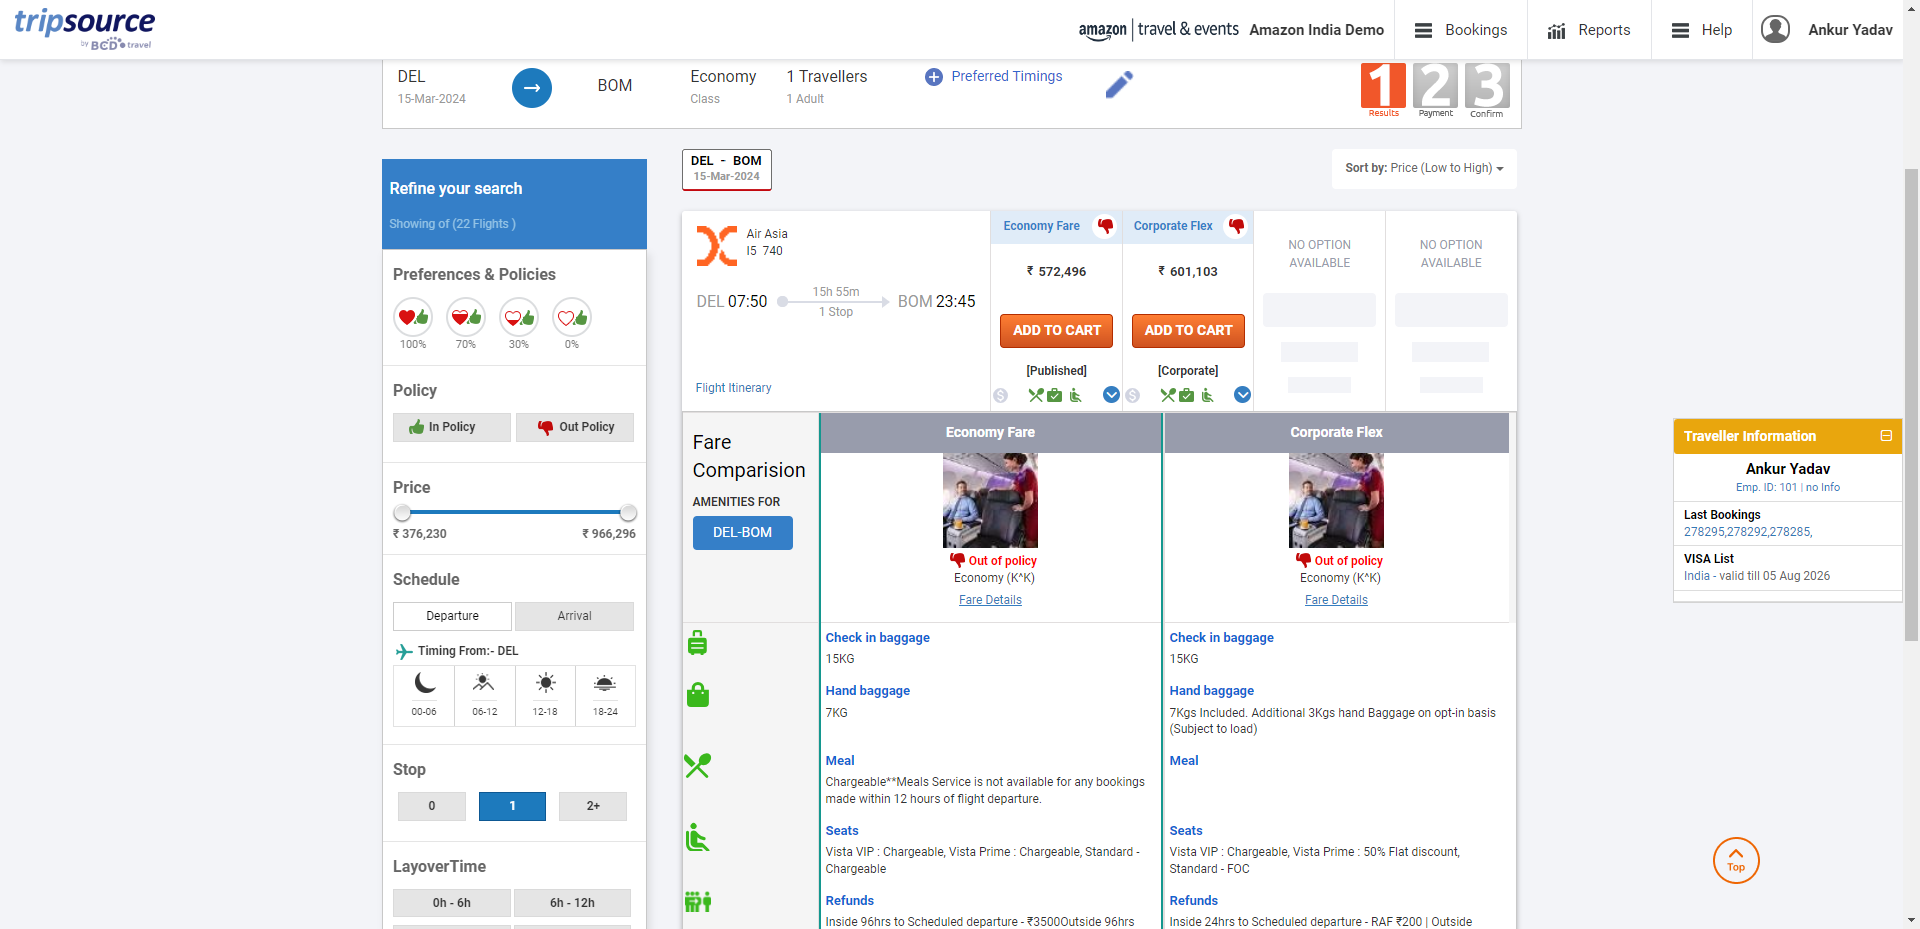 tripsource
by BCD travel
amazon | travel & events Amazon India Demo
Bookings
Reports
Help
Ankur Yadav
DEL
15-Mar-2024
BOM
Economy
Class
1 Travellers
1 Adult
Preferred Timings
1 2 3
Results Payment Confirm
Refine your search
Showing of (22 Flights )
Preferences & Policies
100% 70% 30% 0%
Policy
In Policy Out Policy
Price
₹ 376,230 ₹ 966,296
Schedule
Departure Arrival
Timing From:- DEL
00-06 06-12 12-18 18-24
Stop
0 1 2+
LayoverTime
0h - 6h 6h - 12h
DEL - BOM
15-Mar-2024
Sort by: Price (Low to High)
Air Asia
I5 740
DEL 07:50
15h 55m
1 Stop
BOM 23:45
Flight Itinerary
Economy Fare
₹ 572,496
ADD TO CART
[Published]
Corporate Flex
₹ 601,103
ADD TO CART
[Corporate]
NO OPTION
AVAILABLE
NO OPTION
AVAILABLE
Fare
Comparision
AMENITIES FOR
DEL-BOM
Economy Fare
Out of policy
Economy (K^K)
Fare Details
Corporate Flex
Out of policy
Economy (K^K)
Fare Details
Check in baggage
15KG
Check in baggage
15KG
Hand baggage
7KG
Hand baggage
7Kgs Included. Additional 3Kgs hand Baggage on opt-in basis
(Subject to load)
Meal
Chargeable**Meals Service is not available for any bookings
made within 12 hours of flight departure.
Meal
Seats
Vista VIP : Chargeable, Vista Prime : Chargeable, Standard -
Chargeable
Seats
Vista VIP : Chargeable, Vista Prime : 50% Flat discount,
Standard - FOC
Refunds
Inside 96hrs to Scheduled departure - ₹3500Outside 96hrs
Refunds
Inside 24hrs to Scheduled departure - RAF ₹200 | Outside
Traveller Information
Ankur Yadav
Emp. ID: 101 | no Info
Last Bookings
278295,278292,278285,
VISA List
India - valid till 05 Aug 2026
Top